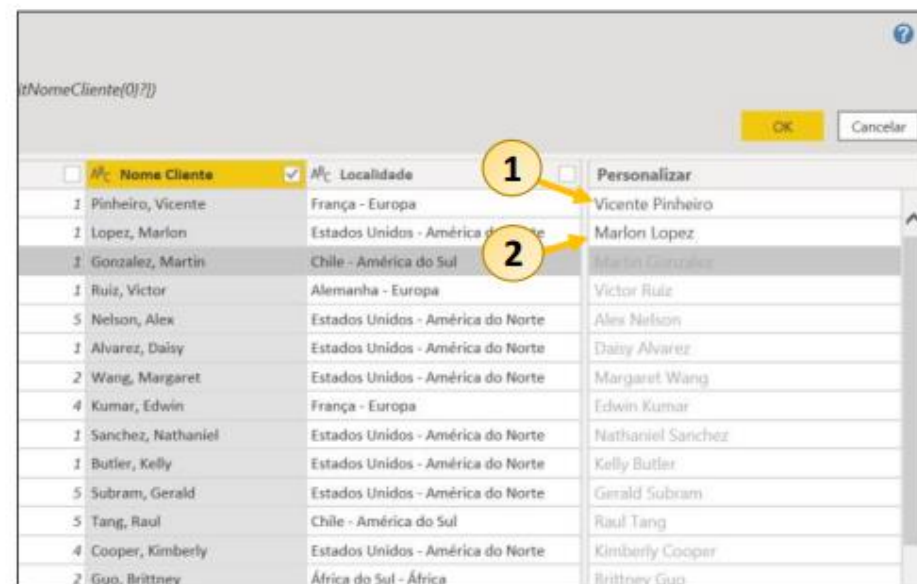 ?
itNomeCliente{0}?])
OK Cancelar
ABC Nome Cliente ABC Localidade 1 Personalizar
1 Pinheiro, Vicente França - Europa Vicente Pinheiro
1 Lopez, Marlon Estados Unidos - América do Norte Marlon Lopez
2
1 Gonzalez, Martin Chile - América do Sul Martin Gonzalez
1 Ruiz, Victor Alemanha - Europa Victor Ruiz
5 Nelson, Alex Estados Unidos - América do Norte Alex Nelson
1 Alvarez, Daisy Estados Unidos - América do Norte Daisy Alvarez
2 Wang, Margaret Estados Unidos - América do Norte Margaret Wang
4 Kumar, Edwin França - Europa Edwin Kumar
1 Sanchez, Nathaniel Estados Unidos - América do Norte Nathaniel Sanchez
1 Butler, Kelly Estados Unidos - América do Norte Kelly Butler
5 Subram, Gerald Estados Unidos - América do Norte Gerald Subram
5 Tang, Raul Chile - América do Sul Raul Tang
4 Cooper, Kimberly Estados Unidos - América do Norte Kimberly Cooper
2 Guo, Brittney África do Sul - África Brittney Guo